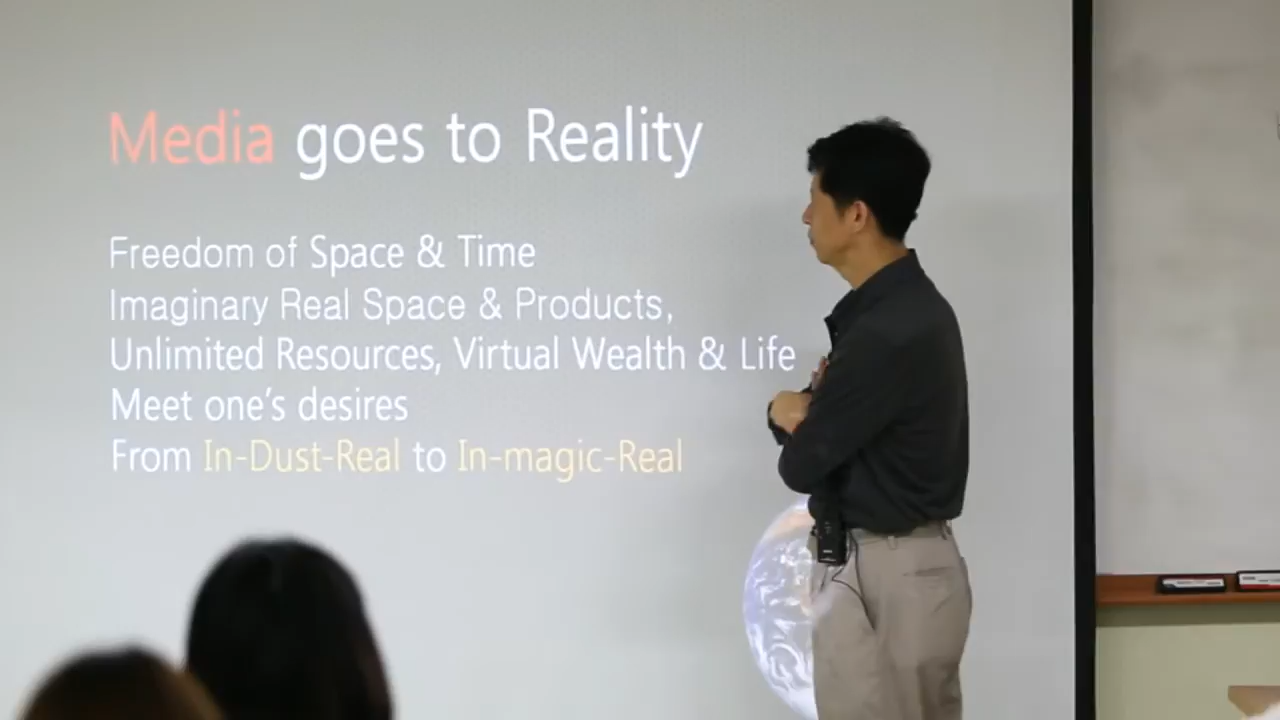 Media goes to Reality
Freedom of Space & Time
Imaginary Real Space & Products,
Unlimited Resources, Virtual Wealth & Life
Meet one's desires
From In-Dust-Real to In-magic-Real